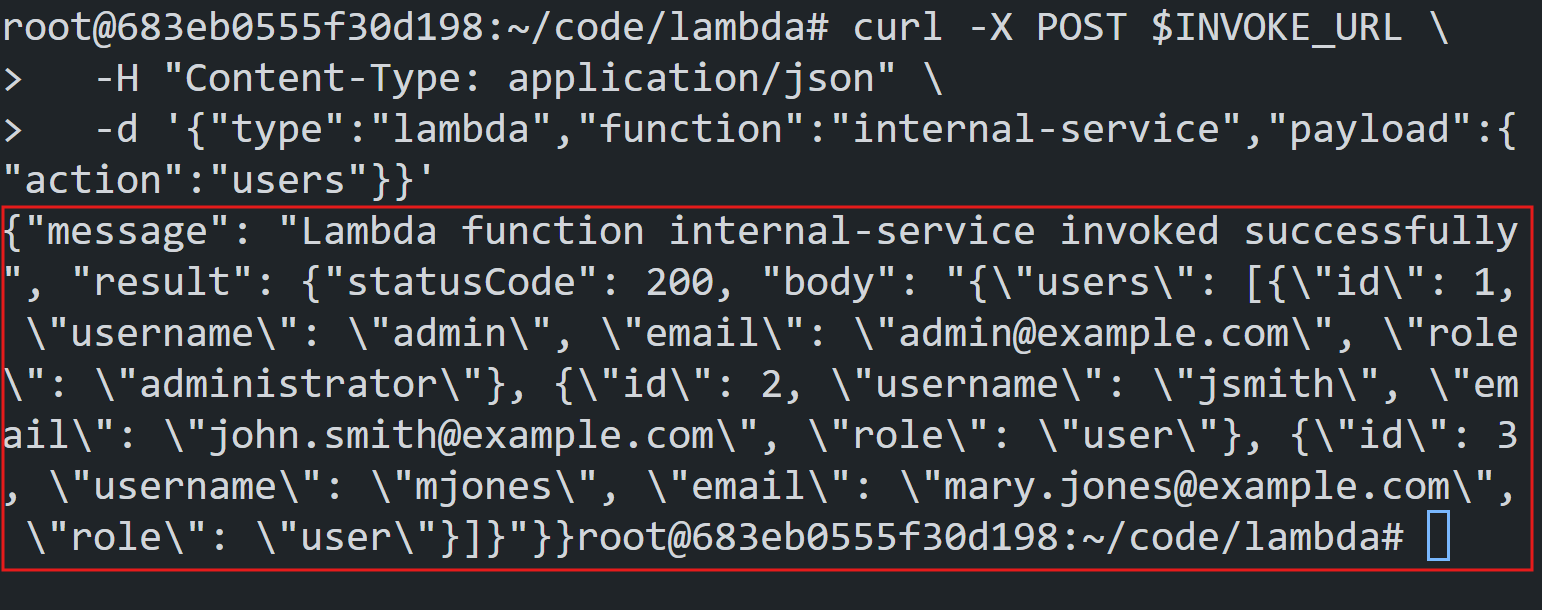 root@683eb0555f30d198:~/code/lambda# curl -X POST $INVOKE_URL \
>   -H "Content-Type: application/json" \
>   -d '{"type":"lambda","function":"internal-service","payload":{
"action":"users"}}'
{"message": "Lambda function internal-service invoked successfully
", "result": {"statusCode": 200, "body": "{\"users\": [{\"id\": 1,
 \"username\": \"admin\", \"email\": \"admin@example.com\", \"role
\": \"administrator\"}, {\"id\": 2, \"username\": \"jsmith\", \"em
ail\": \"john.smith@example.com\", \"role\": \"user\"}, {\"id\": 3
, \"username\": \"mjones\", \"email\": \"mary.jones@example.com\",
 \"role\": \"user\"}]}"}}root@683eb0555f30d198:~/code/lambda#